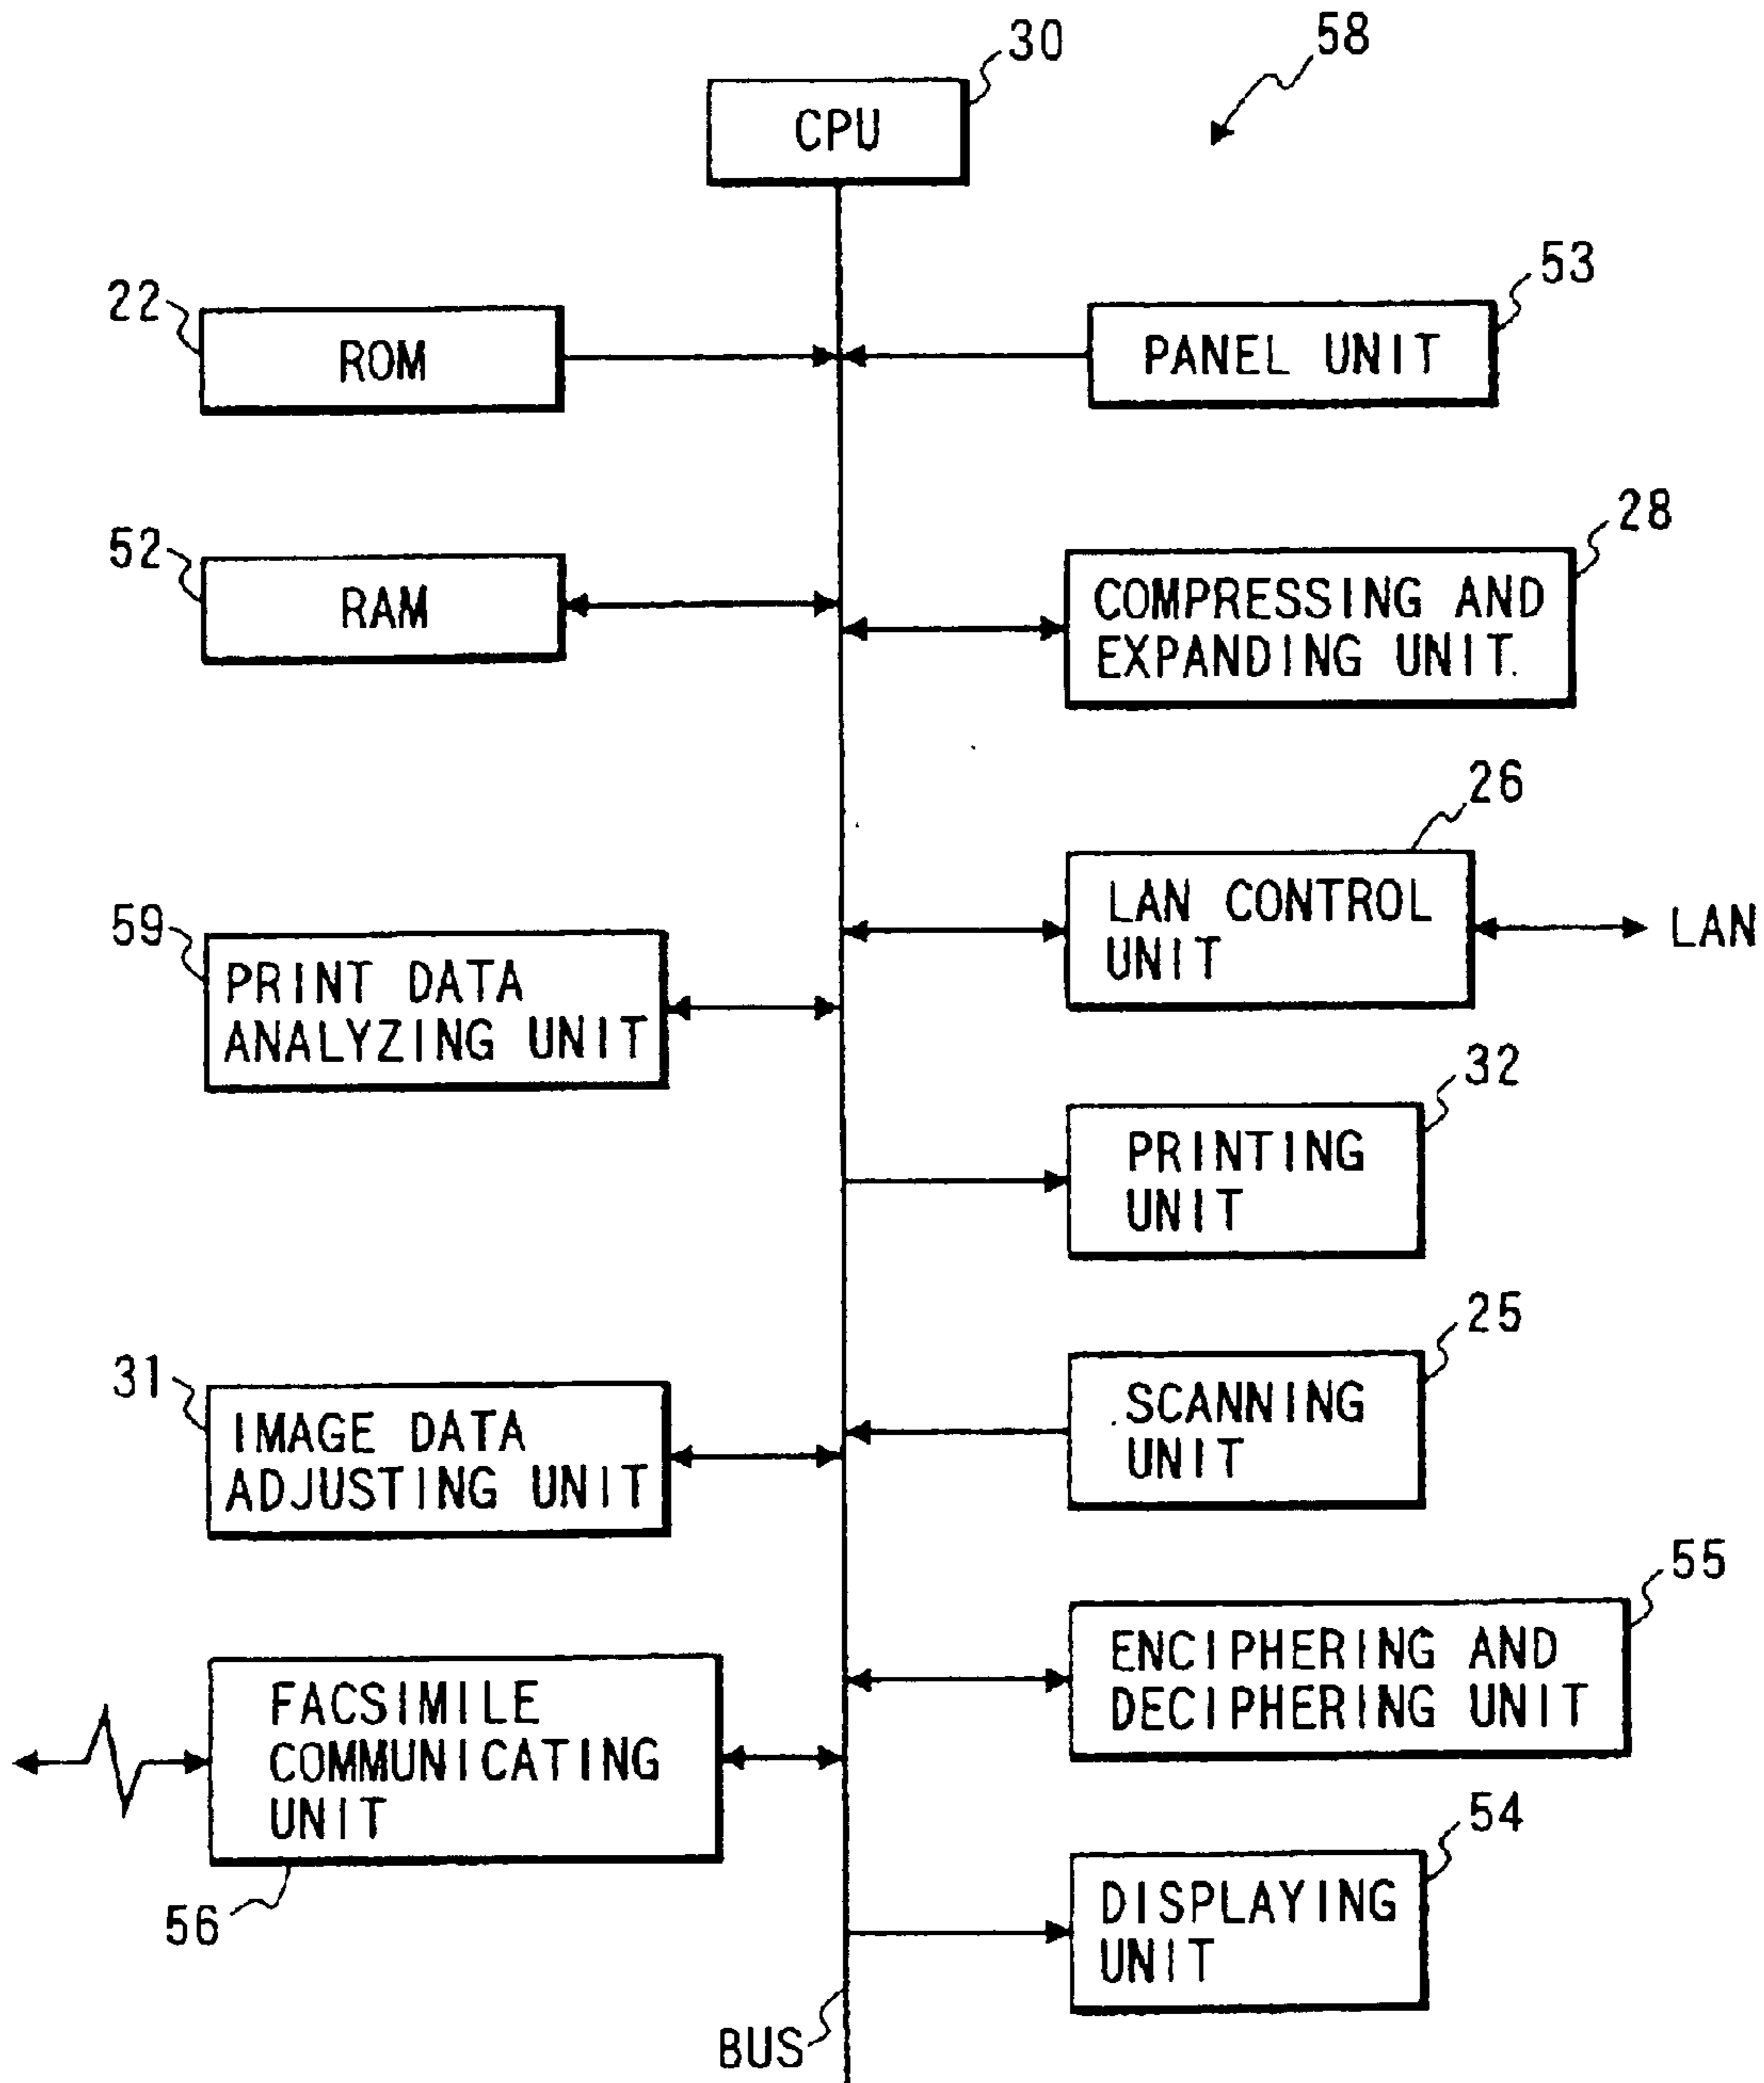 30
58
CPU
22
ROM
53
PANEL UNIT
52
RAM
28
COMPRESSING AND
EXPANDING UNIT.
26
LAN CONTROL
UNIT
LAN
59
PRINT DATA
ANALYZING UNIT
32
PRINTING
UNIT
25
SCANNING
UNIT
31
IMAGE DATA
ADJUSTING UNIT
55
ENCIPHERING AND
DECIPHERING UNIT
FACSIMILE
COMMUNICATING
UNIT
56
54
DISPLAYING
UNIT
BUS